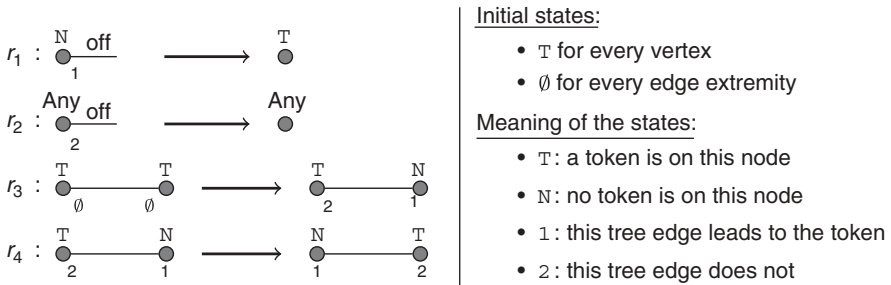 r1 : N off 1 T
r2 : Any off 2 Any
r3 : T T ∅ ∅ T N 2 1
r4 : T N 2 1 N T 1 2
Initial states:
• T for every vertex
• ∅ for every edge extremity
Meaning of the states:
• T: a token is on this node
• N: no token is on this node
• 1: this tree edge leads to the token
• 2: this tree edge does not